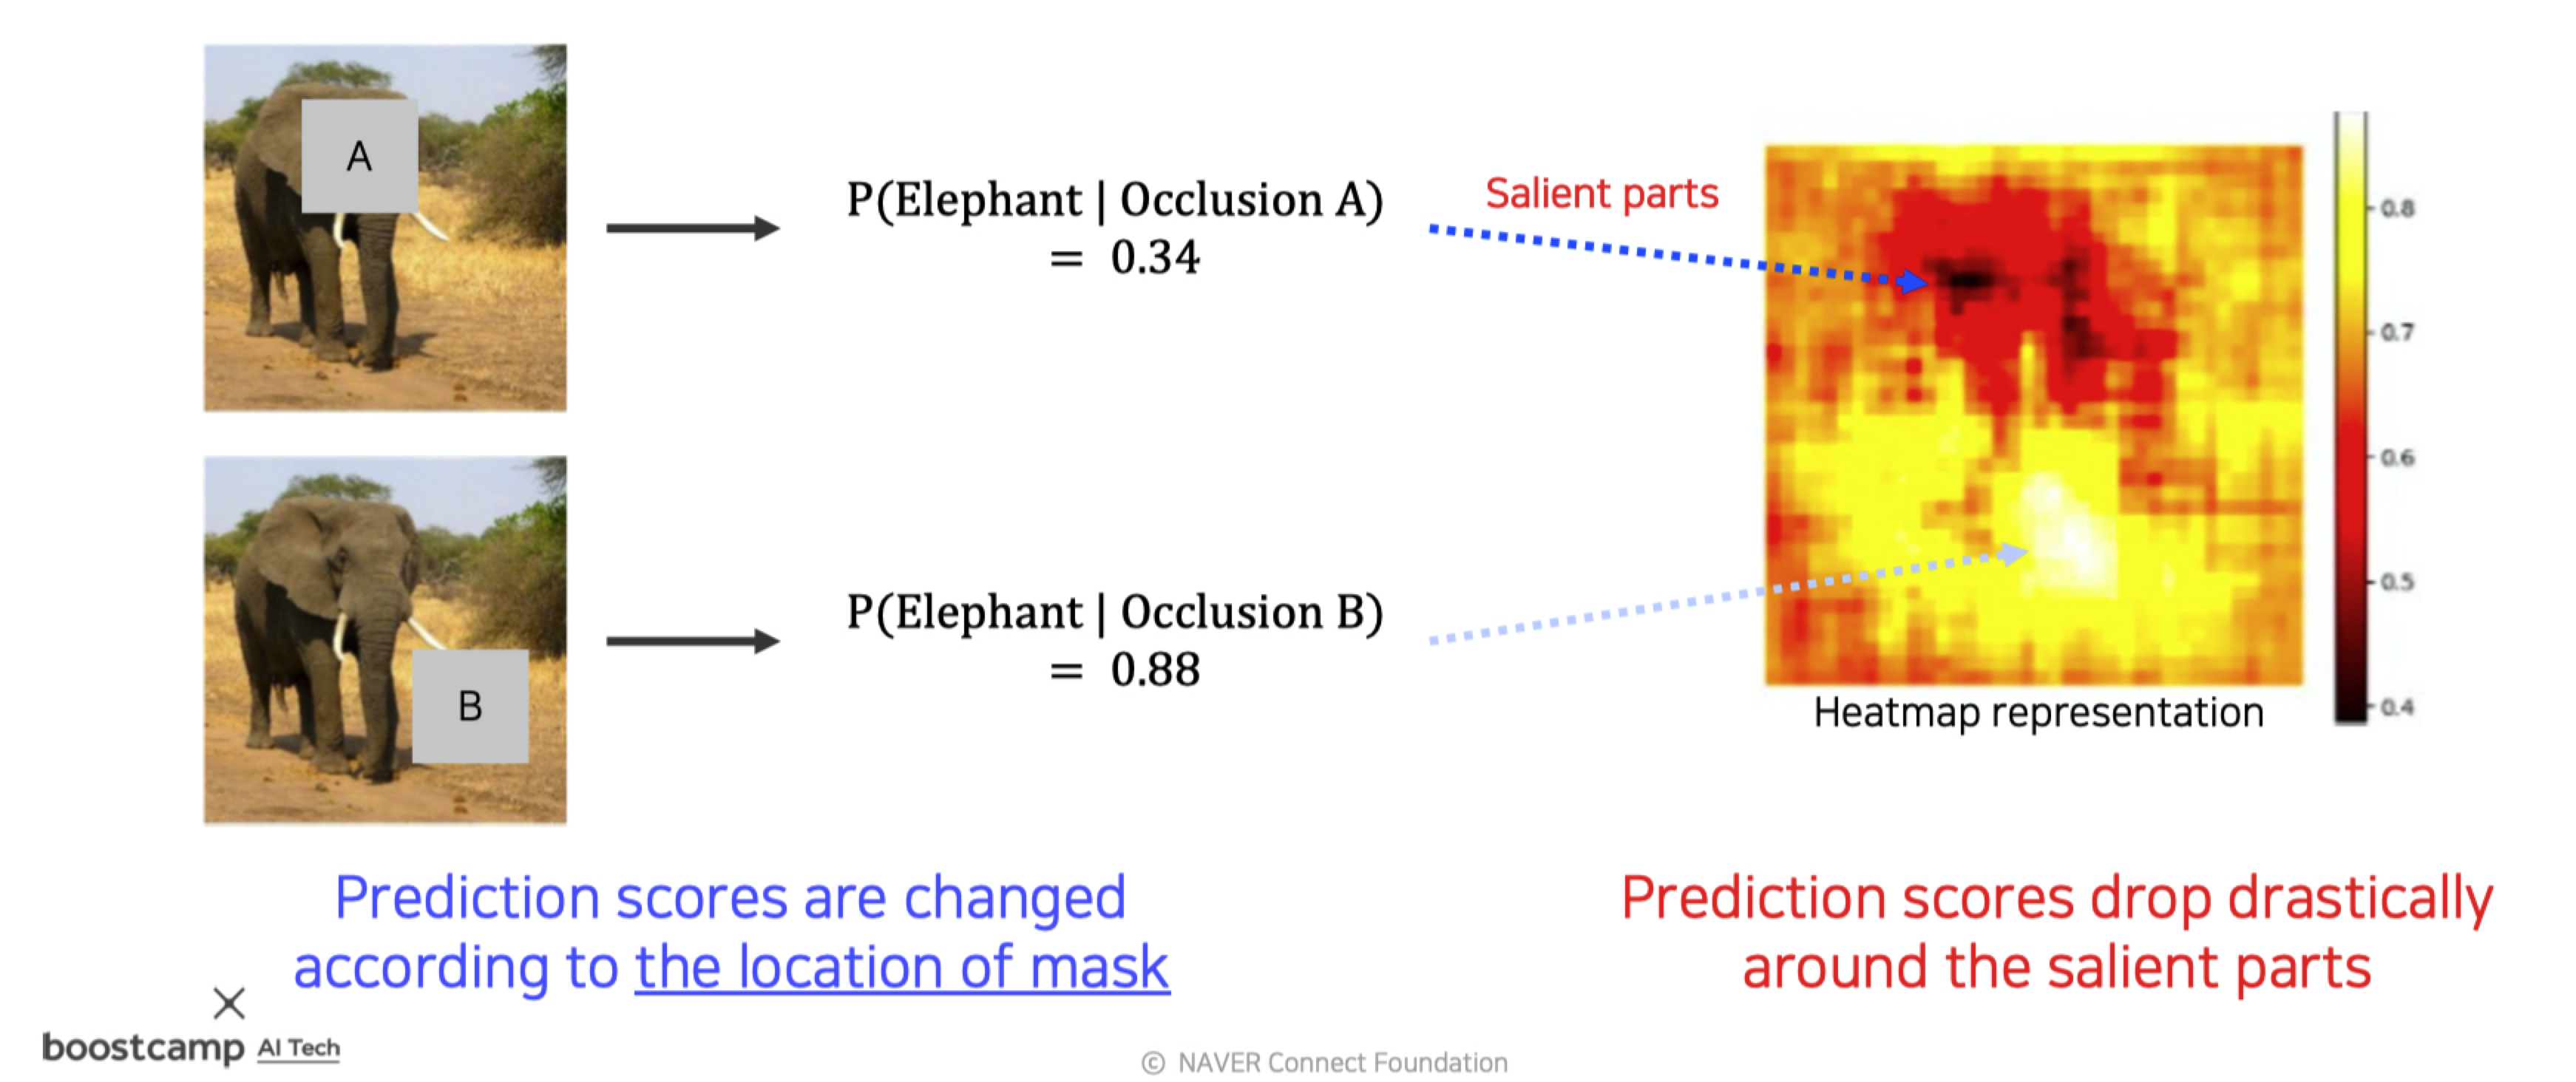 A
P(Elephant | Occlusion A)
= 0.34
Salient parts
0.8
0.7
0.6
0.5
0.4
B
P(Elephant | Occlusion B)
= 0.88
Heatmap representation
Prediction scores are changed
according to the location of mask
Prediction scores drop drastically
around the salient parts
boostcamp AI Tech
© NAVER Connect Foundation